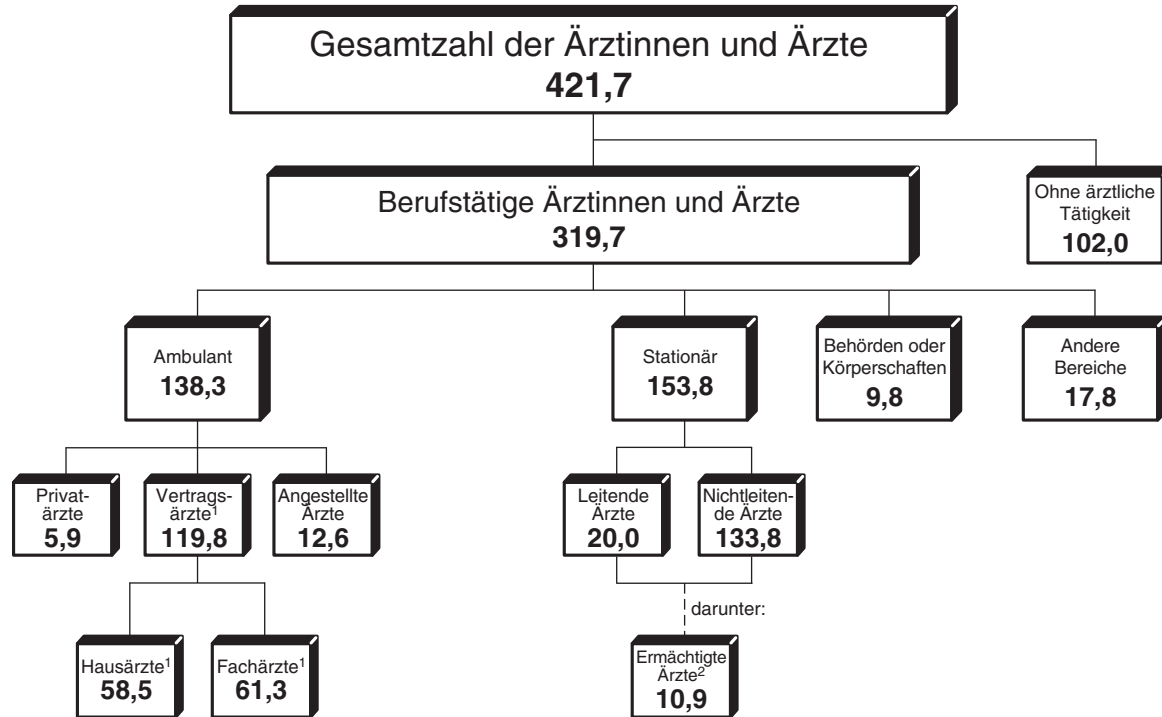 Gesamtzahl der Ärztinnen und Ärzte
421,7
Berufstätige Ärztinnen und Ärzte
319,7
Ohne ärztliche
Tätigkeit
102,0
Ambulant
138,3
Stationär
153,8
Behörden oder
Körperschaften
9,8
Andere
Bereiche
17,8
Privat-
ärzte
5,9
Vertrags-
ärzte¹
119,8
Angestellte
Ärzte
12,6
Leitende
Ärzte
20,0
Nichtleiten-
de Ärzte
133,8
darunter:
Hausärzte¹
58,5
Fachärzte¹
61,3
Ermächtigte
Ärzte²
10,9